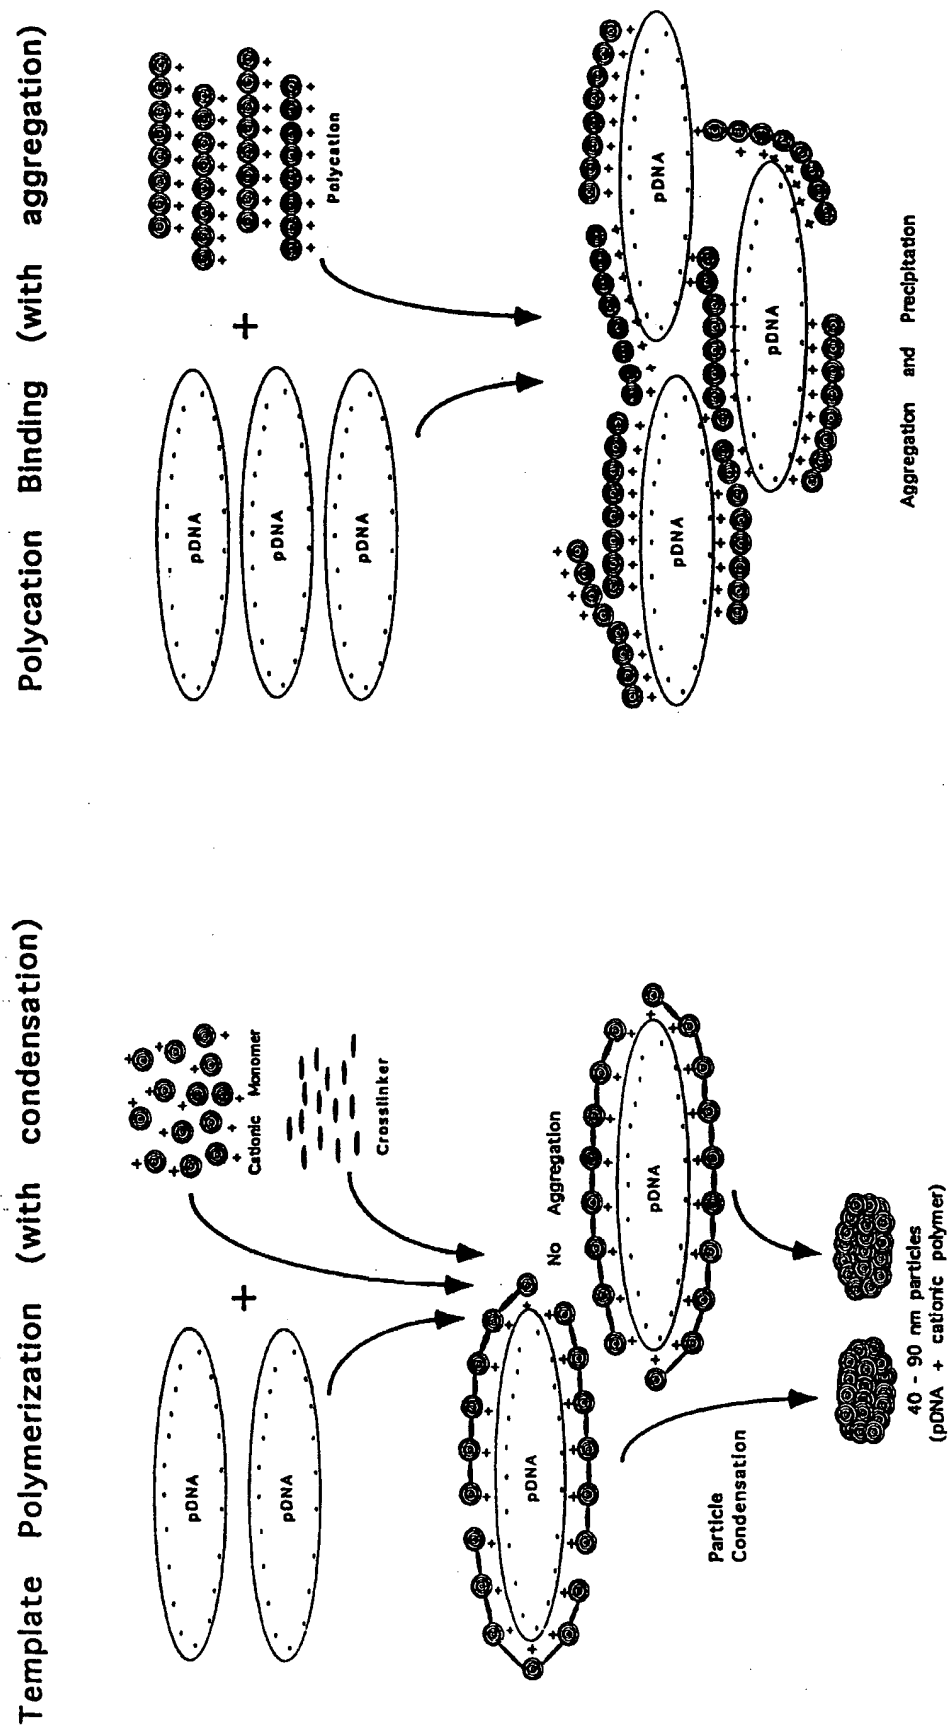 Template Polymerization (with condensation)
pDNA
pDNA
+
Cationic Monomer
Crosslinker
No Aggregation
pDNA
pDNA
Particle
Condensation
40 - 90 nm particles
(pDNA + cationic polymer)
Polycation Binding (with aggregation)
pDNA
pDNA
pDNA
+
Polycation
pDNA
pDNA
pDNA
Aggregation and Precipitation